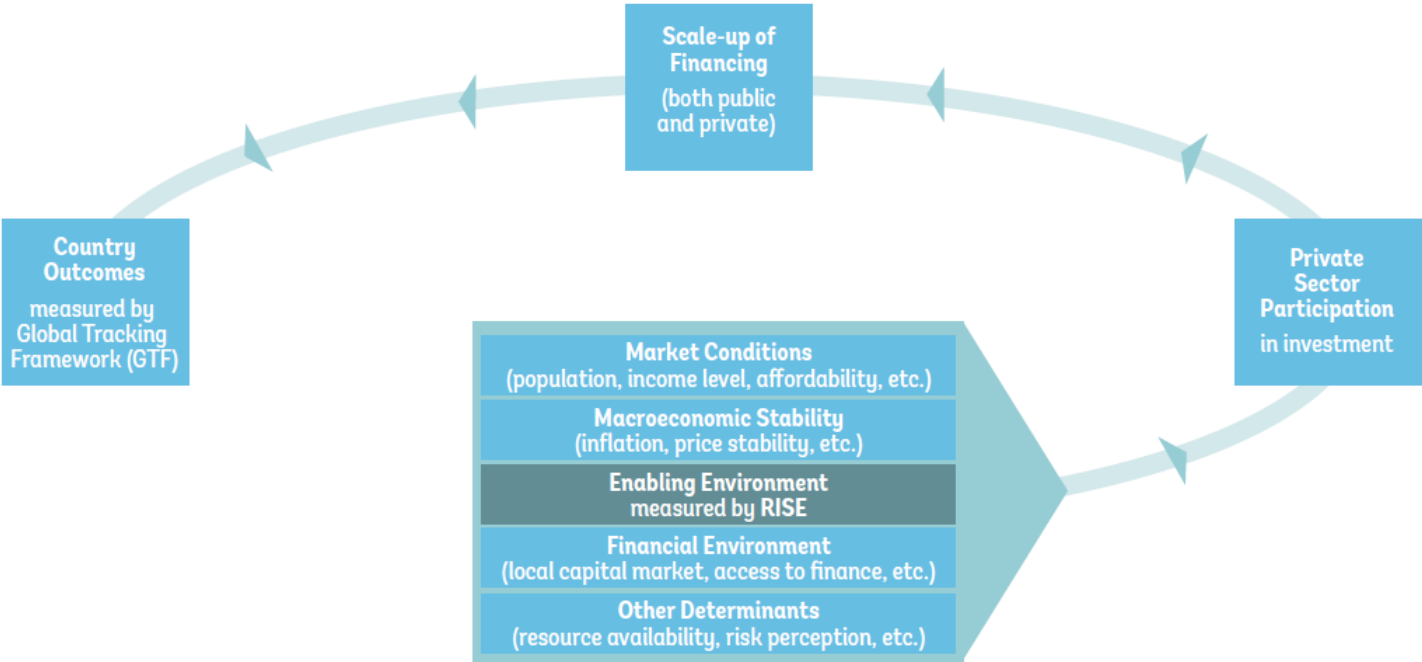 Scale-up of
Financing
(both public
and private)
Country
Outcomes
measured by
Global Tracking
Framework (GTF)
Private
Sector
Participation
in investment
Market Conditions
(population, income level, affordability, etc.)
Macroeconomic Stability
(inflation, price stability, etc.)
Enabling Environment
measured by RISE
Financial Environment
(local capital market, access to finance, etc.)
Other Determinants
(resource availability, risk perception, etc.)